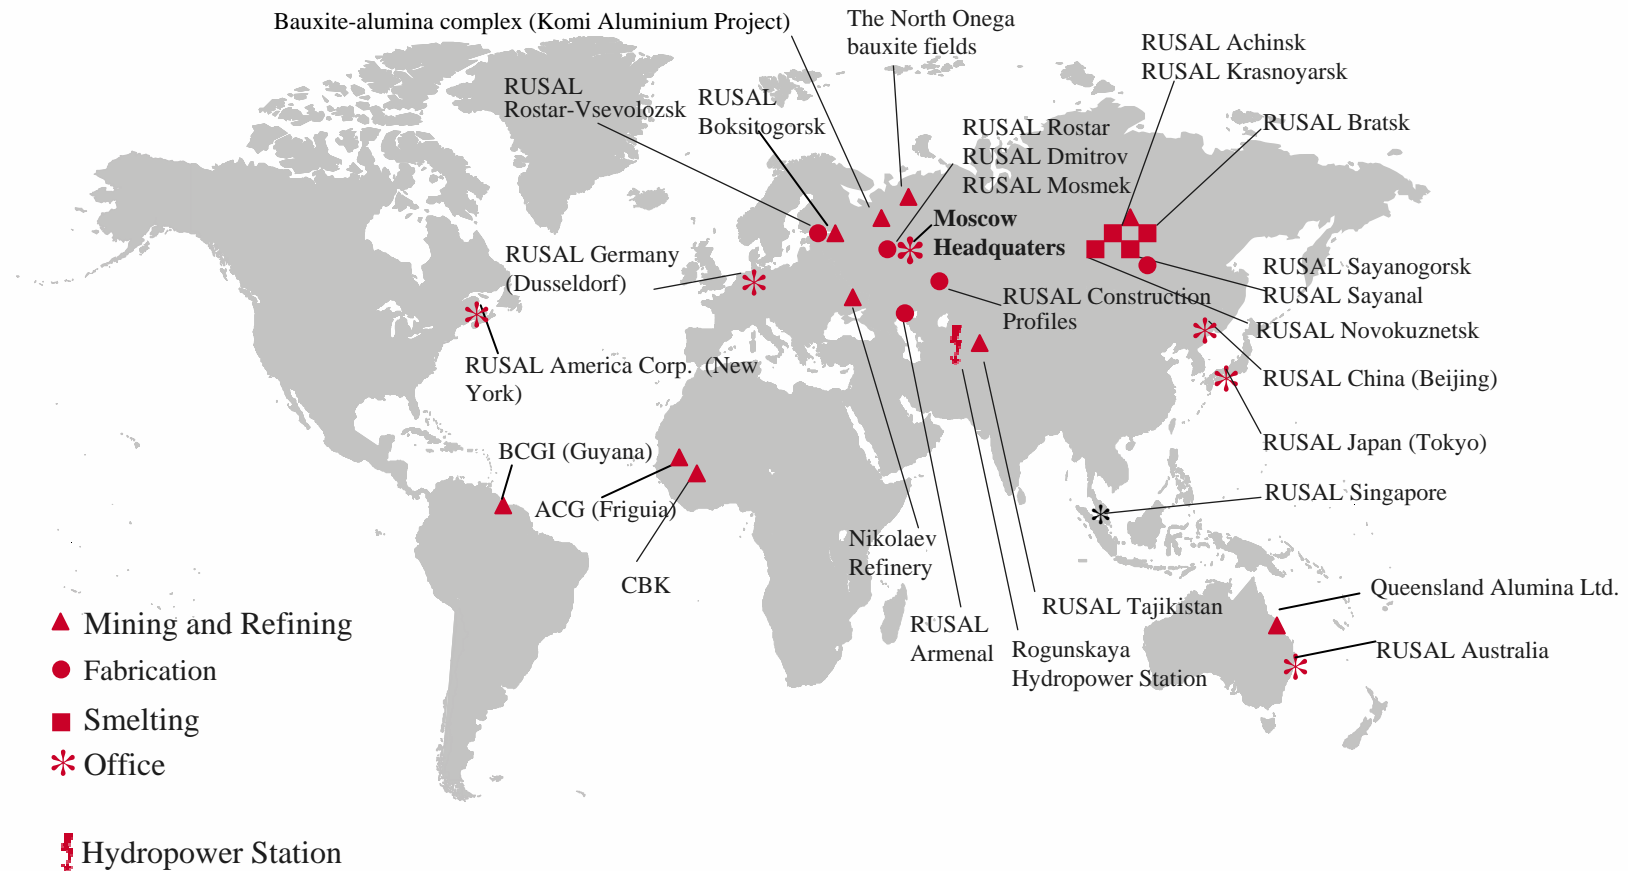 Bauxite-alumina complex (Komi Aluminium Project)
The North Onega
bauxite fields
RUSAL Achinsk
RUSAL Krasnoyarsk
RUSAL
Rostar-Vsevolozsk
RUSAL
Boksitogorsk
RUSAL Rostar
RUSAL Dmitrov
RUSAL Mosmek
RUSAL Bratsk
Moscow
Headquaters
RUSAL Germany
(Dusseldorf)
RUSAL Construction
Profiles
RUSAL Sayanogorsk
RUSAL Sayanal
RUSAL Novokuznetsk
RUSAL America Corp. (New
York)
RUSAL China (Beijing)
RUSAL Japan (Tokyo)
BCGI (Guyana)
ACG (Friguia)
RUSAL Singapore
CBK
Nikolaev
Refinery
RUSAL
Armenal
RUSAL Tajikistan
Rogunskaya
Hydropower Station
Queensland Alumina Ltd.
RUSAL Australia
Mining and Refining
Fabrication
Smelting
Office
Hydropower Station